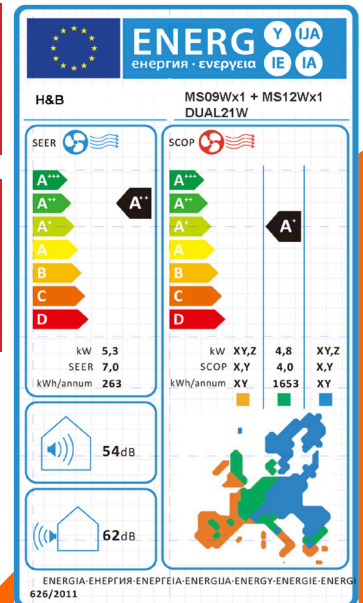 ENERG Y IJA
енергия · ενεργεια IE IA
H&B
MS09Wx1 + MS12Wx1
DUAL21W
SEER
A+++
A++
A+
A
B
C
D
A++
kW 5,3
SEER 7,0
kWh/annum 263
SCOP
A+++
A++
A+
A
B
C
D
A+
kW XY,Z 4,8 XY,Z
SCOP X,Y 4,0 X,Y
kWh/annum XY 1653 XY
54dB
62dB
ENERGIA·ЕНЕРГИЯ·ΕΝΕΡΓΕΙΑ·ENERGIJA·ENERGY·ENERGIE·ENERGI
626/2011